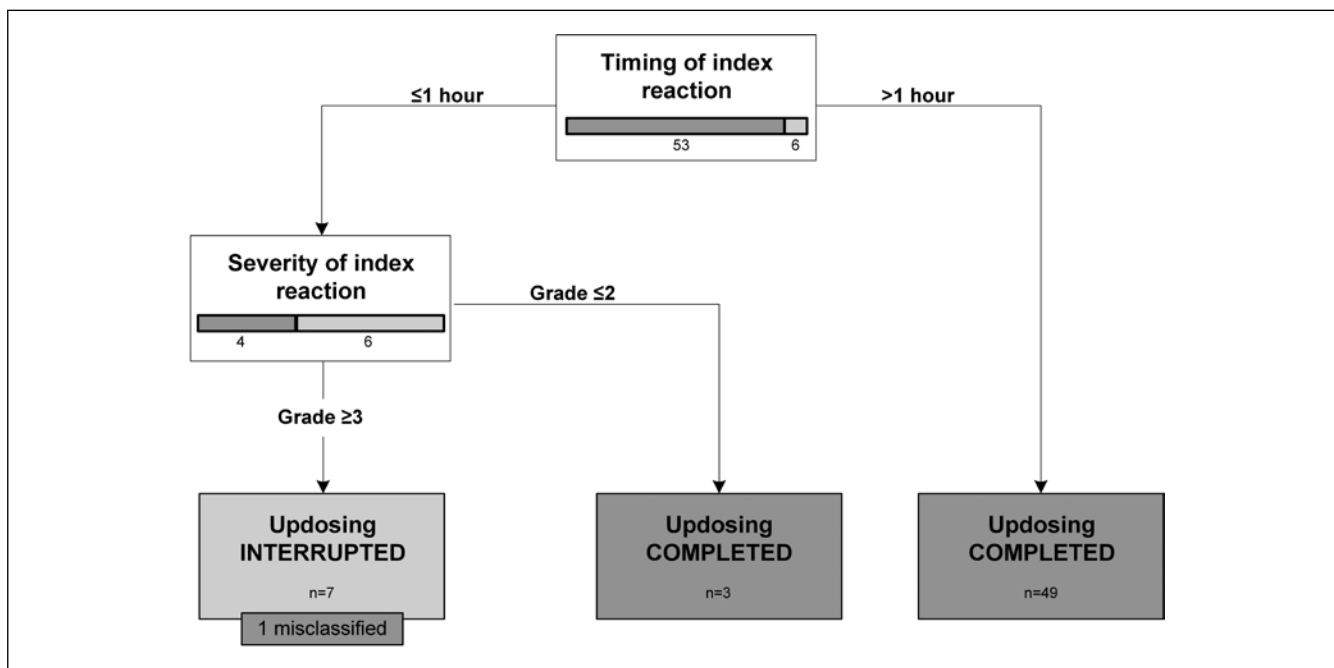 Timing of index
reaction
53 6
≤1 hour
>1 hour
Severity of index
reaction
4 6
Grade ≤2
Grade ≥3
Updosing
INTERRUPTED
n=7
1 misclassified
Updosing
COMPLETED
n=3
Updosing
COMPLETED
n=49